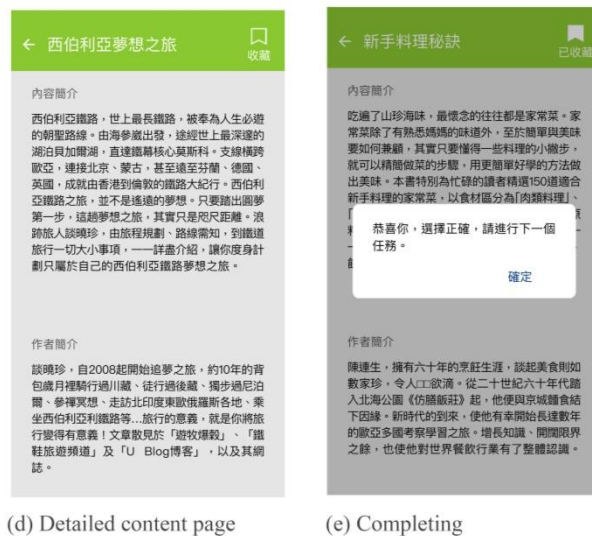 西伯利亞夢想之旅
收藏
內容簡介
西伯利亞鐵路，世上最長鐵路，被奉為人生必遊
的朝聖路線。由海參崴出發，途經世上最深邃的
湖泊貝加爾湖，直達鐵幕核心莫斯科。支線橫跨
歐亞，連接北京、蒙古，甚至遠至芬蘭、德國、
英國，成就由香港到倫敦的鐵路大紀行。西伯利
亞鐵路之旅，並不是遙遠的夢想。只要踏出圓夢
第一步，這趟夢想之旅，其實只是咫尺距離。浪
跡旅人談曉珍，由旅程規劃、路線需知，到鐵道
旅行一切大小事項，一一詳盡介紹，讓你度身計
劃只屬於自己的西伯利亞鐵路夢想之旅。
作者簡介
談曉珍，自2008起開始追夢之旅，約10年的背
包歲月裡騎行過川藏、徒行過後藏、獨步過尼泊
爾、參禪冥想、走訪北印度東歐俄羅斯各地、乘
坐西伯利亞利鐵路等...旅行的意義，就是你將旅
行變得有意義！文章散見於「遊牧爆穀」、「鐵
鞋旅遊頻道」及「U Blog博客」，以及其網
誌。
(d) Detailed content page
新手料理秘訣
已收藏
內容簡介
吃遍了山珍海味，最懷念的往往都是家常菜。家
常菜除了有熟悉媽媽的味道外，至於簡單與美味
要如何兼顧，其實只要懂得一些料理的小撇步，
就可以精簡做菜的步驟，用更簡單好學的方法做
出美味。本書特別為忙碌的讀者精選150道適合
新手料理的家常菜，以食材區分為「肉類料理」、
恭喜你，選擇正確，請進行下一個
任務。
確定
作者簡介
陳連生，擁有六十年的烹飪生涯，談起美食則如
數家珍，令人□□欲滴。從二十世紀六十年代踏
入北海公園《仿膳飯莊》起，他便與京城麵食結
下因緣。新時代的到來，使他有幸開始長達數年
的歐亞多國考察學習之旅。增長知識、開闊限界
之餘，也使他對世界餐飲行業有了整體認識。
(e) Completing